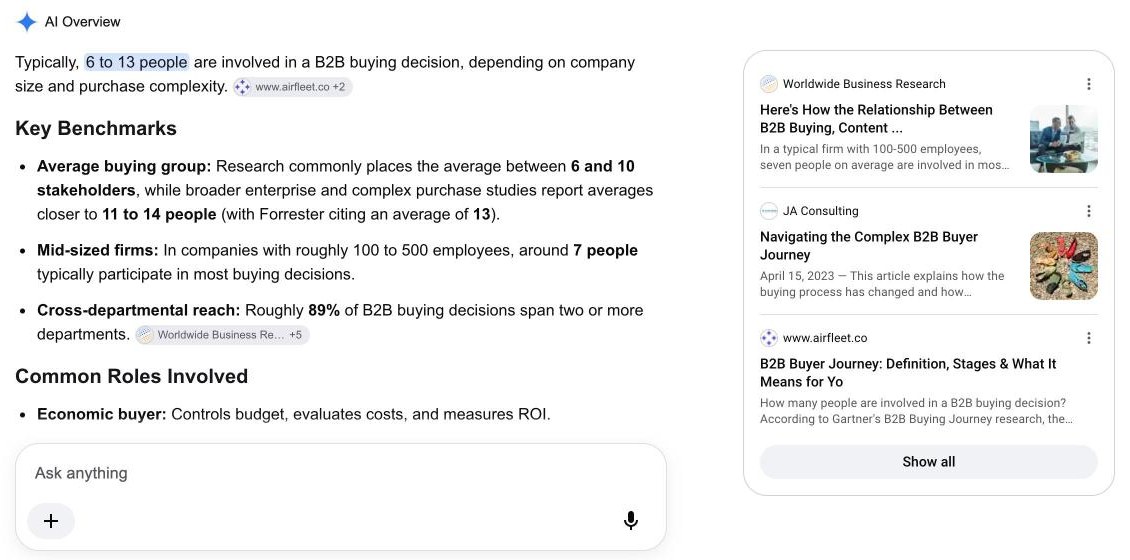 AI Overview
Typically, 6 to 13 people are involved in a B2B buying decision, depending on company
size and purchase complexity. www.airfleet.co +2
Key Benchmarks
• Average buying group: Research commonly places the average between 6 and 10
stakeholders, while broader enterprise and complex purchase studies report averages
closer to 11 to 14 people (with Forrester citing an average of 13).
• Mid-sized firms: In companies with roughly 100 to 500 employees, around 7 people
typically participate in most buying decisions.
• Cross-departmental reach: Roughly 89% of B2B buying decisions span two or more
departments. Worldwide Business Re... +5
Common Roles Involved
• Economic buyer: Controls budget, evaluates costs, and measures ROI.
Ask anything
Worldwide Business Research
Here's How the Relationship Between
B2B Buying, Content ...
In a typical firm with 100-500 employees,
seven people on average are involved in mos...
JA Consulting
Navigating the Complex B2B Buyer
Journey
April 15, 2023 — This article explains how the
buying process has changed and how...
www.airfleet.co
B2B Buyer Journey: Definition, Stages & What It
Means for Yo
How many people are involved in a B2B buying decision?
According to Gartner's B2B Buying Journey research, the...
Show all